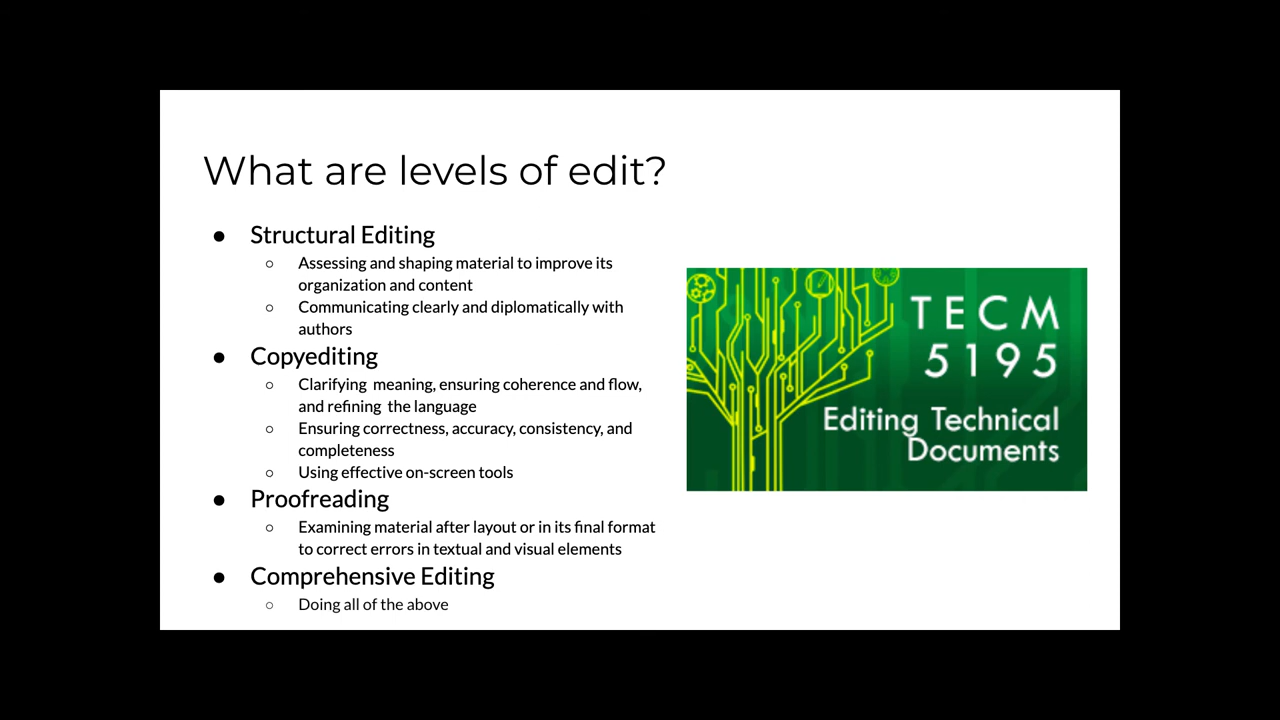 What are levels of edit?
● Structural Editing
○ Assessing and shaping material to improve its
organization and content
○ Communicating clearly and diplomatically with
authors
● Copyediting
○ Clarifying  meaning, ensuring coherence and flow,
and refining  the language
○ Ensuring correctness, accuracy, consistency, and
completeness
○ Using effective on-screen tools
● Proofreading
○ Examining material after layout or in its final format
to correct errors in textual and visual elements
● Comprehensive Editing
○ Doing all of the above
TECM
5195
Editing Technical
Documents